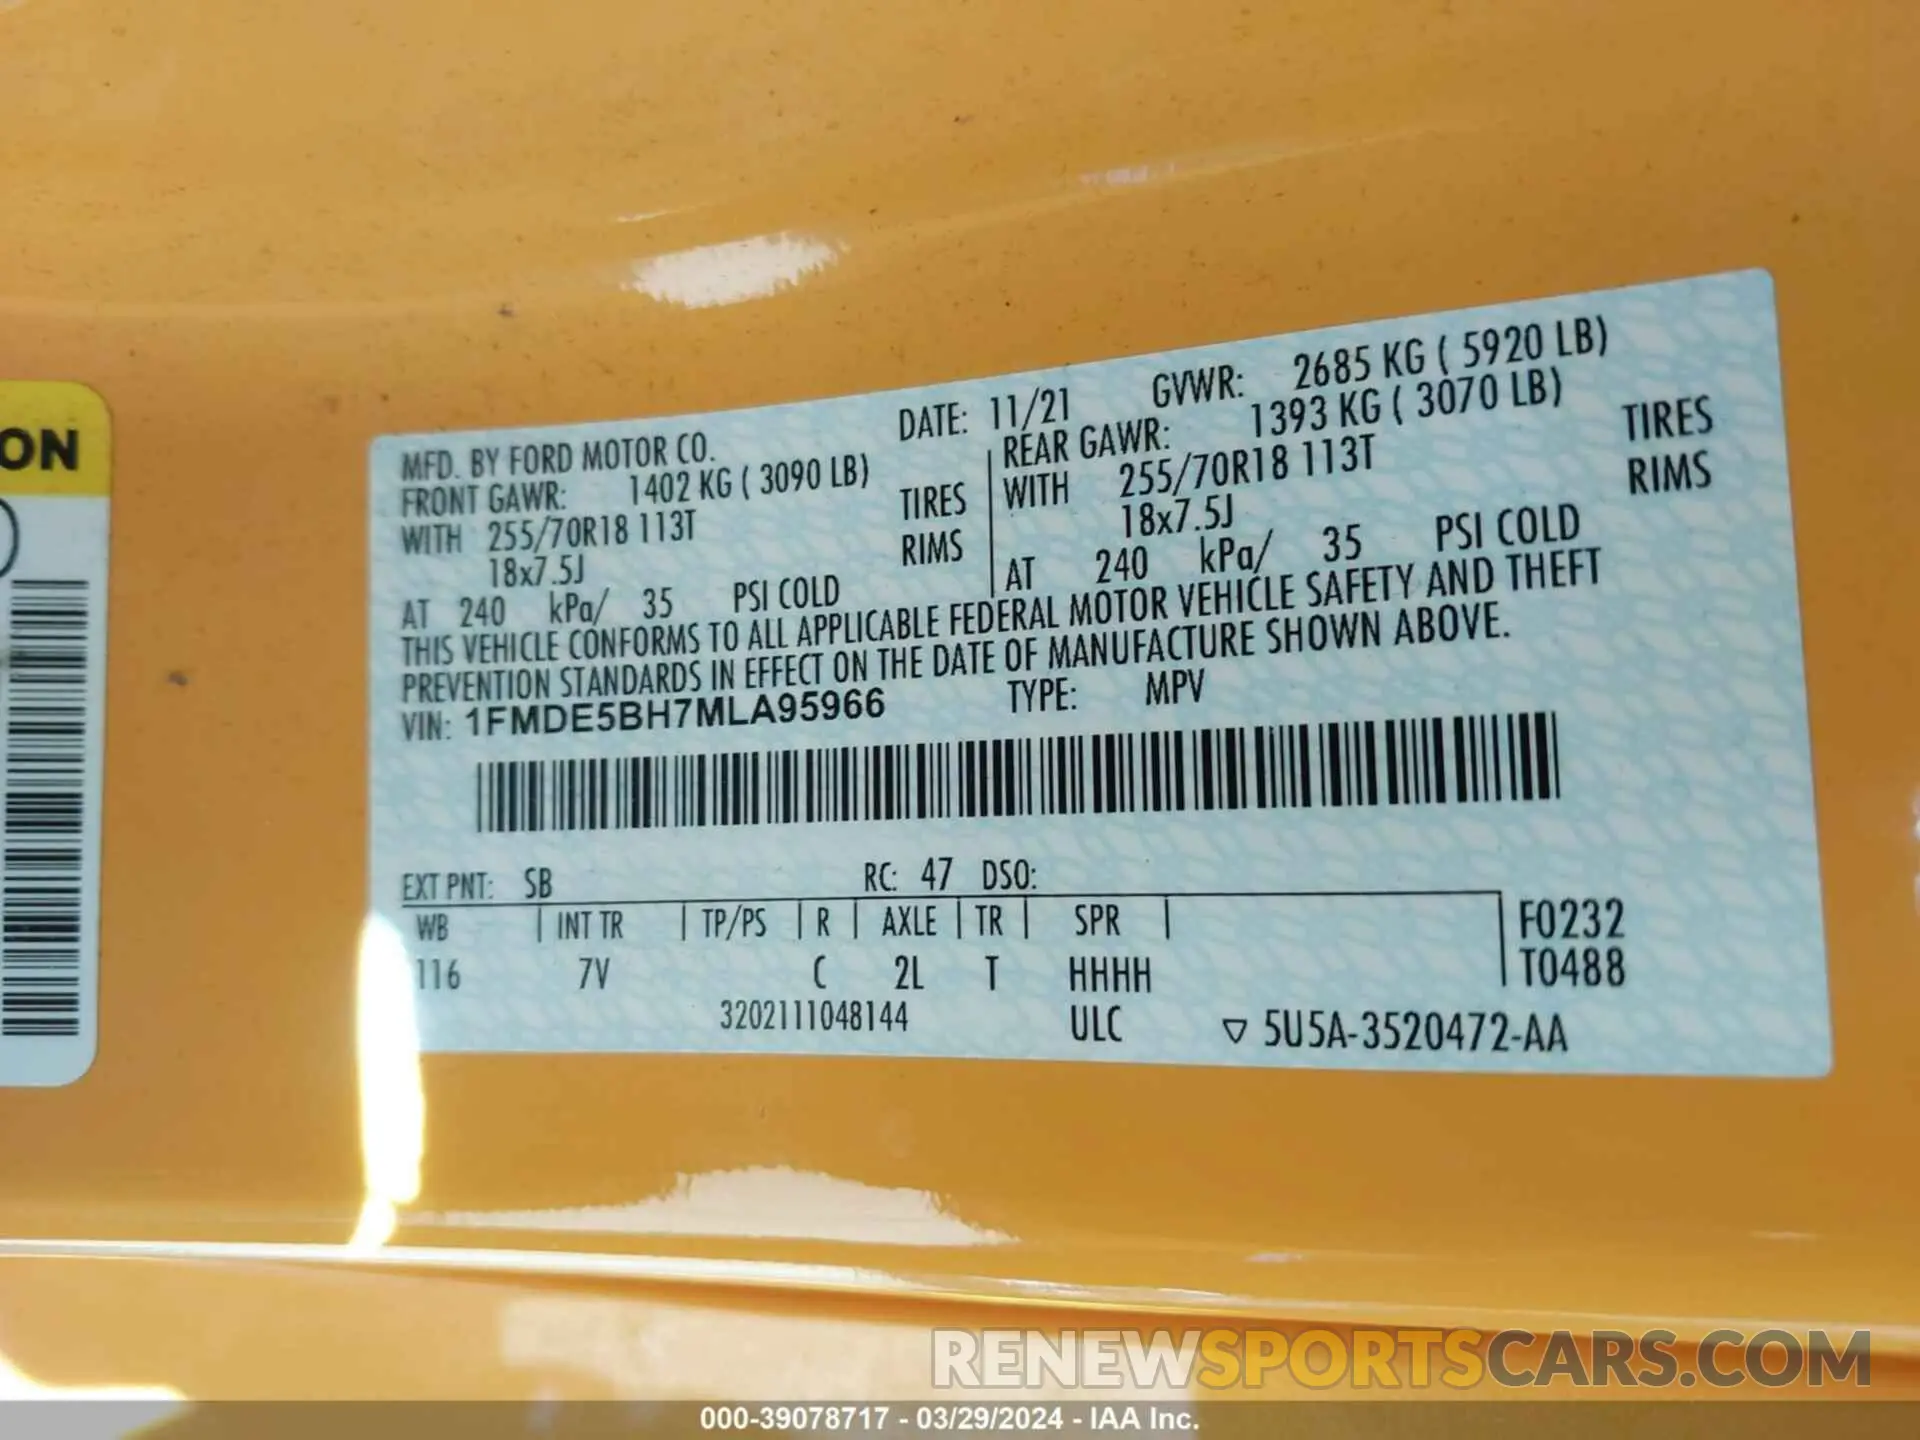 ON
MFD. BY FORD MOTOR CO.
DATE: 11/21 GVWR: 2685 KG ( 5920 LB)
FRONT GAWR: 1402 KG ( 3090 LB)
WITH 255/70R18 113T TIRES
18x7.5J RIMS
AT 240 kPa/ 35 PSI COLD
REAR GAWR: 1393 KG ( 3070 LB)
WITH 255/70R18 113T TIRES
18x7.5J RIMS
AT 240 kPa/ 35 PSI COLD
THIS VEHICLE CONFORMS TO ALL APPLICABLE FEDERAL MOTOR VEHICLE SAFETY AND THEFT
PREVENTION STANDARDS IN EFFECT ON THE DATE OF MANUFACTURE SHOWN ABOVE.
VIN: 1FMDE5BH7MLA95966 TYPE: MPV
EXT PNT: SB RC: 47 DSO:
WB | INT TR | TP/PS | R | AXLE | TR | SPR | F0232
116 7V C 2L T HHHH T0488
3202111048144 ULC ▽ 5U5A-3520472-AA
RENEWSPORTSCARS.COM
000-39078717 - 03/29/2024 - IAA Inc.